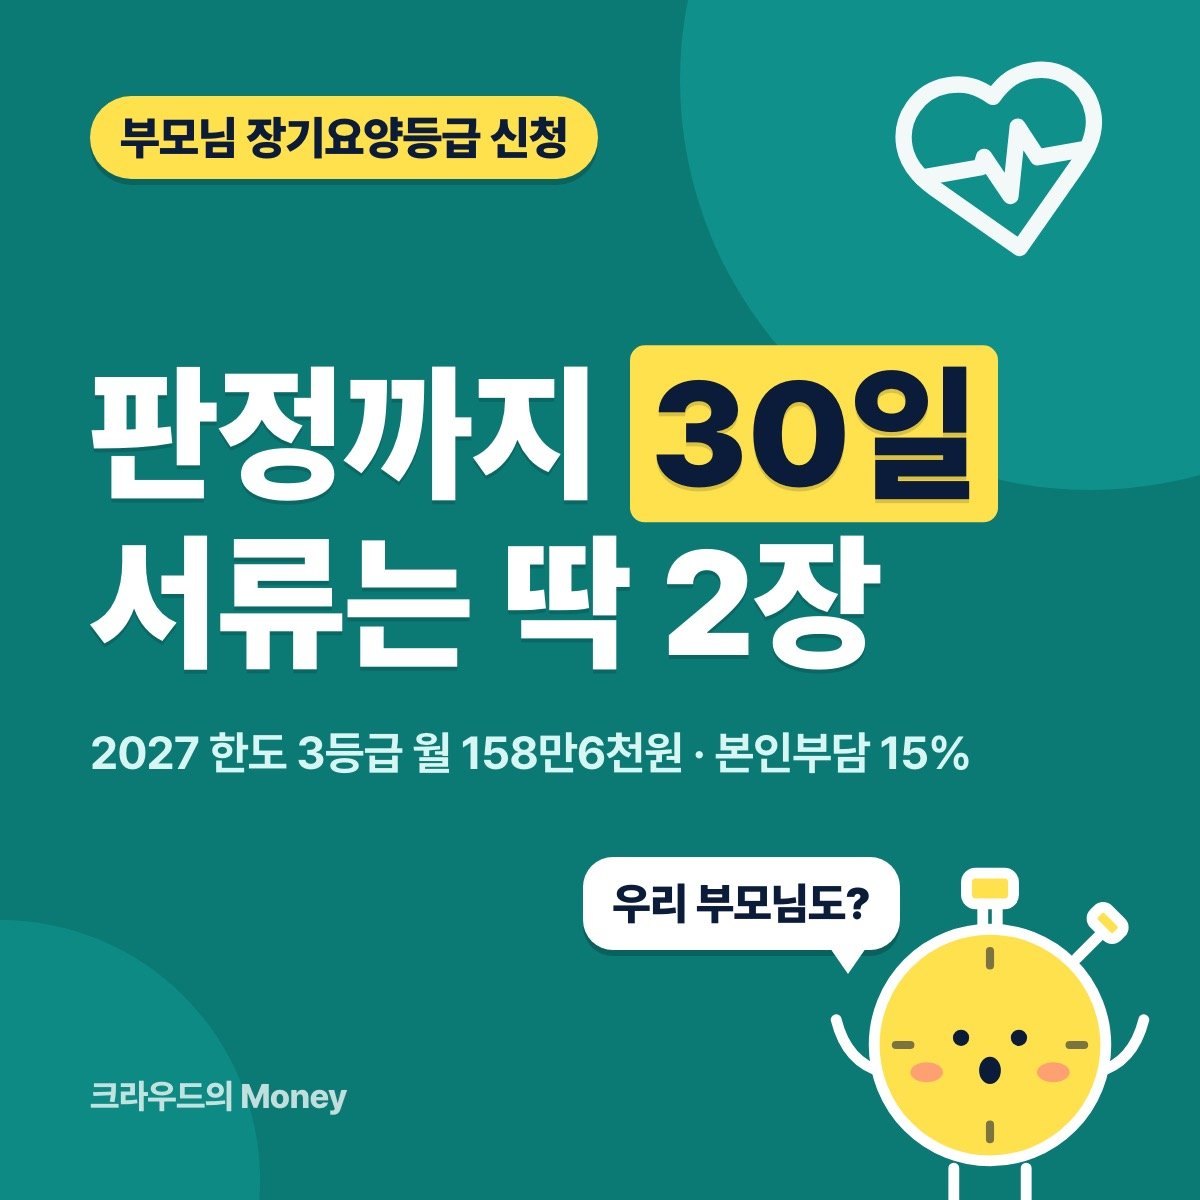 부모님 장기요양등급 신청
판정까지 30일
서류는 딱 2장
2027 한도 3등급 월 158만6천원 · 본인부담 15%
우리 부모님도?
크라우드의 Money